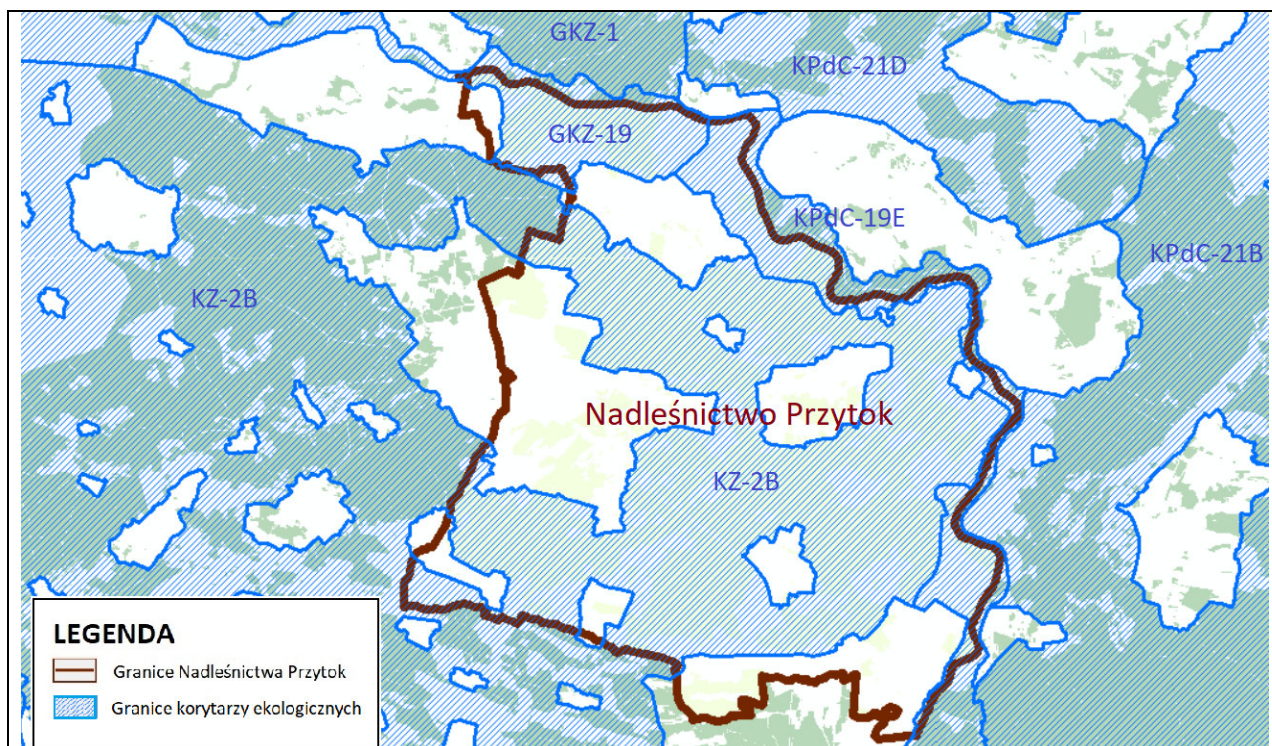 GKZ-1
KPdC-21D
GKZ-19
KPdC-19E
KPdC-21B
KZ-2B
Nadleśnictwo Przytok
KZ-2B
LEGENDA
Granice Nadleśnictwa Przytok
Granice korytarzy ekologicznych